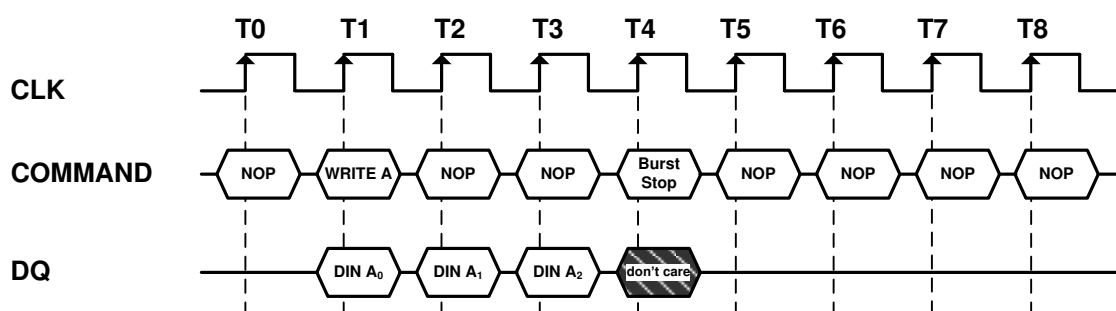 T0 T1 T2 T3 T4 T5 T6 T7 T8
CLK
COMMAND NOP WRITE A NOP NOP Burst Stop NOP NOP NOP NOP
DQ DIN A₀ DIN A₁ DIN A₂ don't care